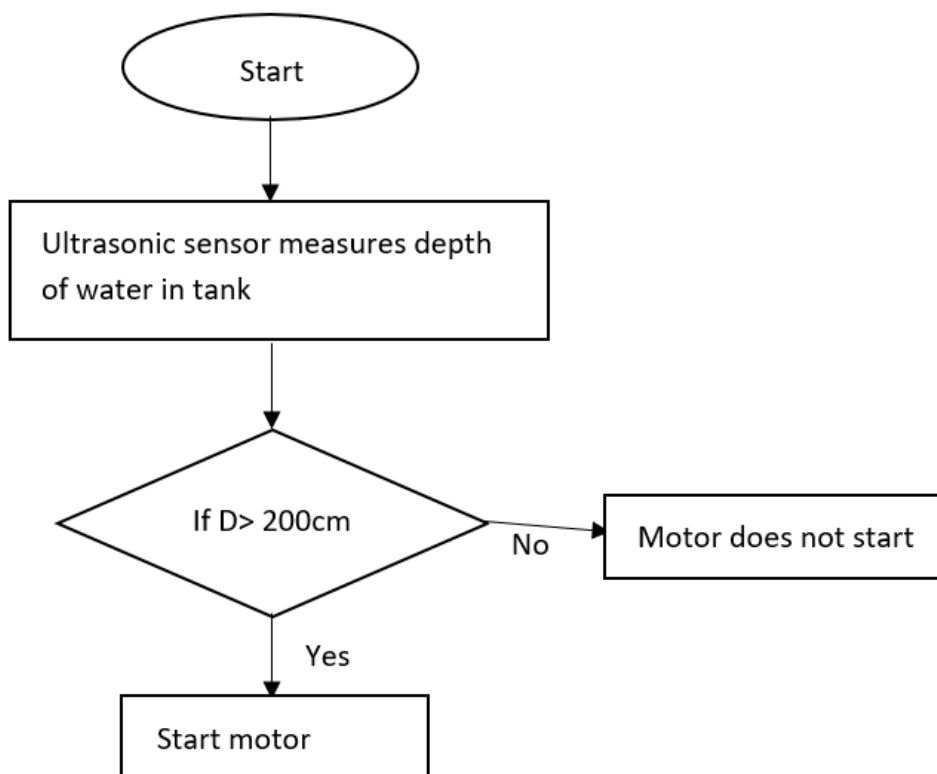 Start
Ultrasonic sensor measures depth
of water in tank
If D> 200cm
No
Motor does not start
Yes
Start motor